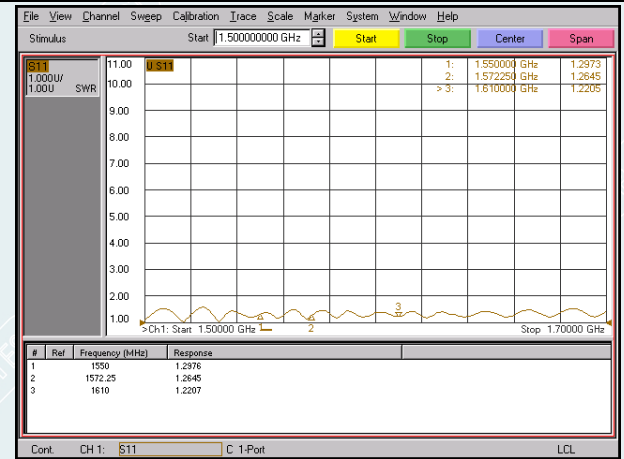 File View Channel Sweep Calibration Trace Scale Marker System Window Help
Stimulus Start 1.500000000 GHz Start Stop Center Span
S11
1.000U/
1.00U SWR
11.00
10.00
9.00
8.00
7.00
6.00
5.00
4.00
3.00
2.00
1.00
U S11
1: 1.550000 GHz 1.2973
2: 1.572250 GHz 1.2645
> 3: 1.610000 GHz 1.2205
3
1
2
>Ch1: Start 1.50000 GHz
Stop 1.70000 GHz
# Ref Frequency (MHz) Response
1 1550 1.2976
2 1572.25 1.2645
3 1610 1.2207
Cont. CH 1: S11 C 1-Port LCL